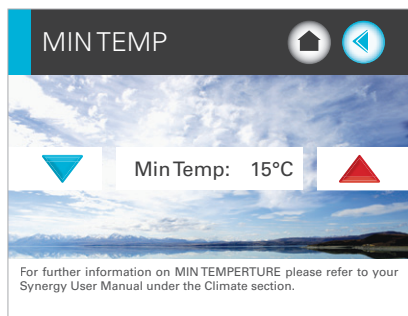 MIN TEMP
Min Temp: 15°C
For further information on MIN TEMPERTURE please refer to your
Synergy User Manual under the Climate section.